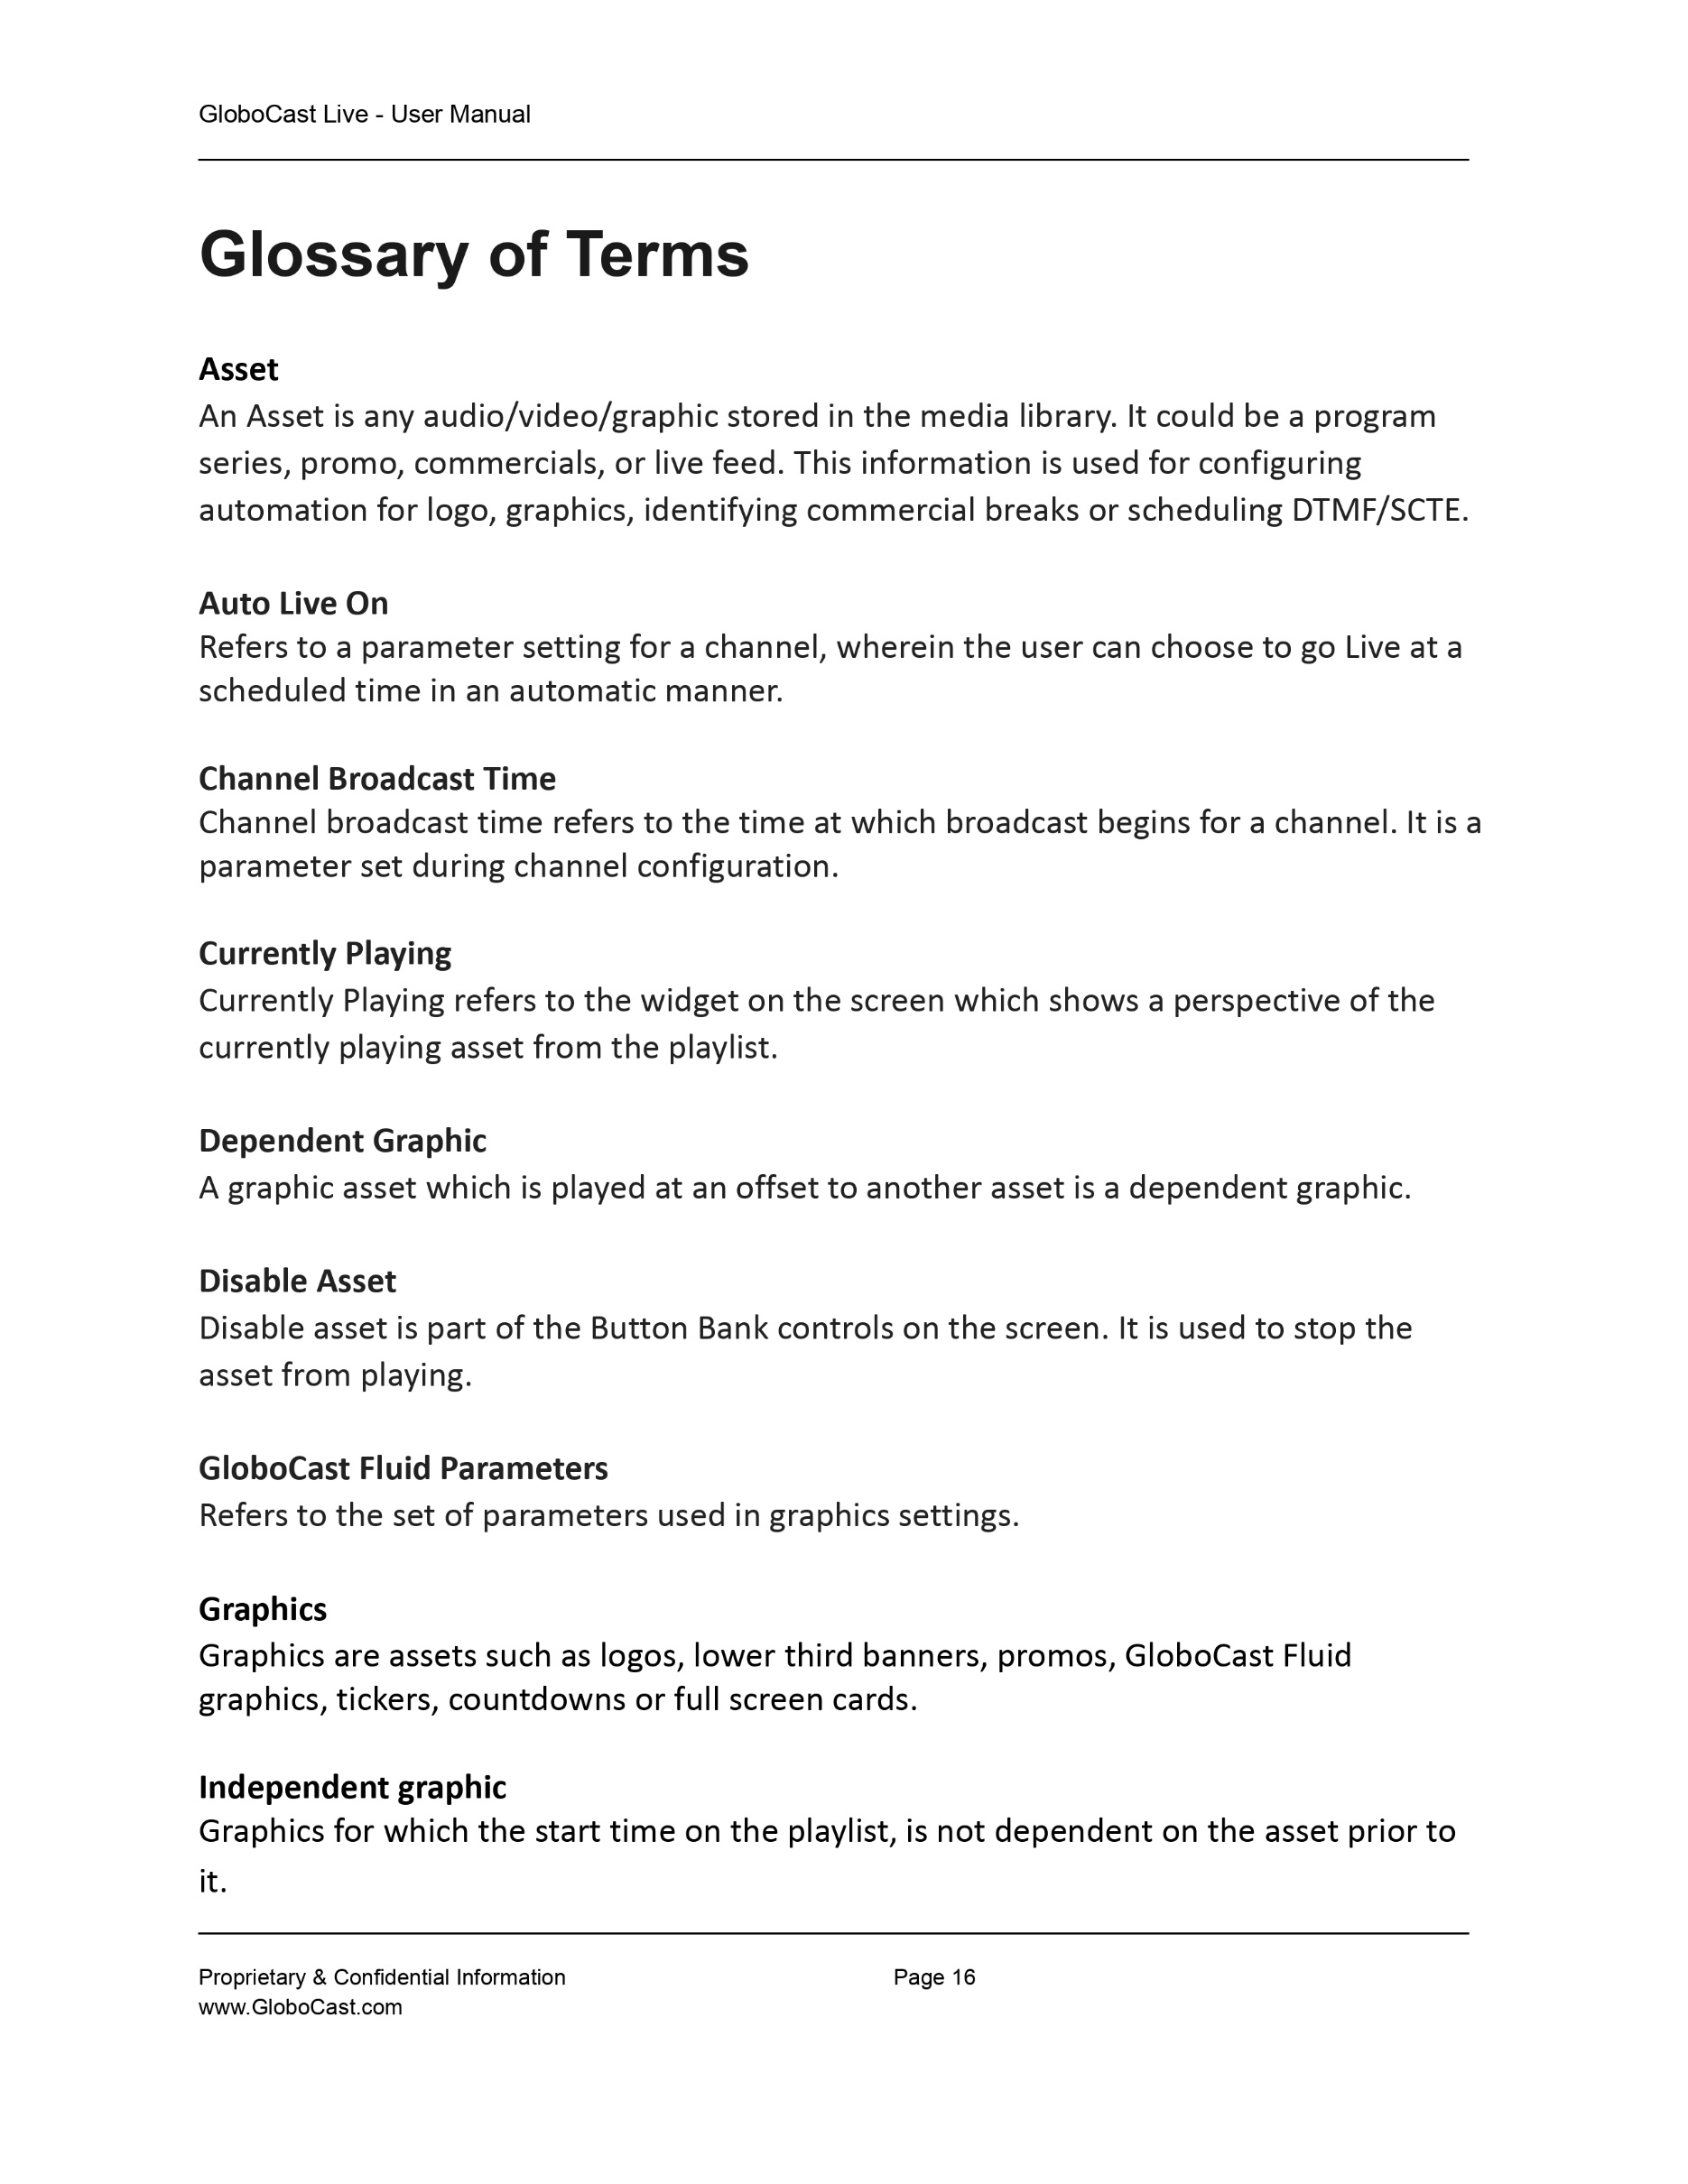 GloboCast Live - User Manual
Glossary of Terms
Asset
An Asset is any audio/video/graphic stored in the media library. It could be a program
series, promo, commercials, or live feed. This information is used for configuring
automation for logo, graphics, identifying commercial breaks or scheduling DTMF/SCTE.
Auto Live On
Refers to a parameter setting for a channel, wherein the user can choose to go Live at a
scheduled time in an automatic manner.
Channel Broadcast Time
Channel broadcast time refers to the time at which broadcast begins for a channel. It is a
parameter set during channel configuration.
Currently Playing
Currently Playing refers to the widget on the screen which shows a perspective of the
currently playing asset from the playlist.
Dependent Graphic
A graphic asset which is played at an offset to another asset is a dependent graphic.
Disable Asset
Disable asset is part of the Button Bank controls on the screen. It is used to stop the
asset from playing.
GloboCast Fluid Parameters
Refers to the set of parameters used in graphics settings.
Graphics
Graphics are assets such as logos, lower third banners, promos, GloboCast Fluid
graphics, tickers, countdowns or full screen cards.
Independent graphic
Graphics for which the start time on the playlist, is not dependent on the asset prior to
it.
Proprietary & Confidential Information Page 16
www.GloboCast.com